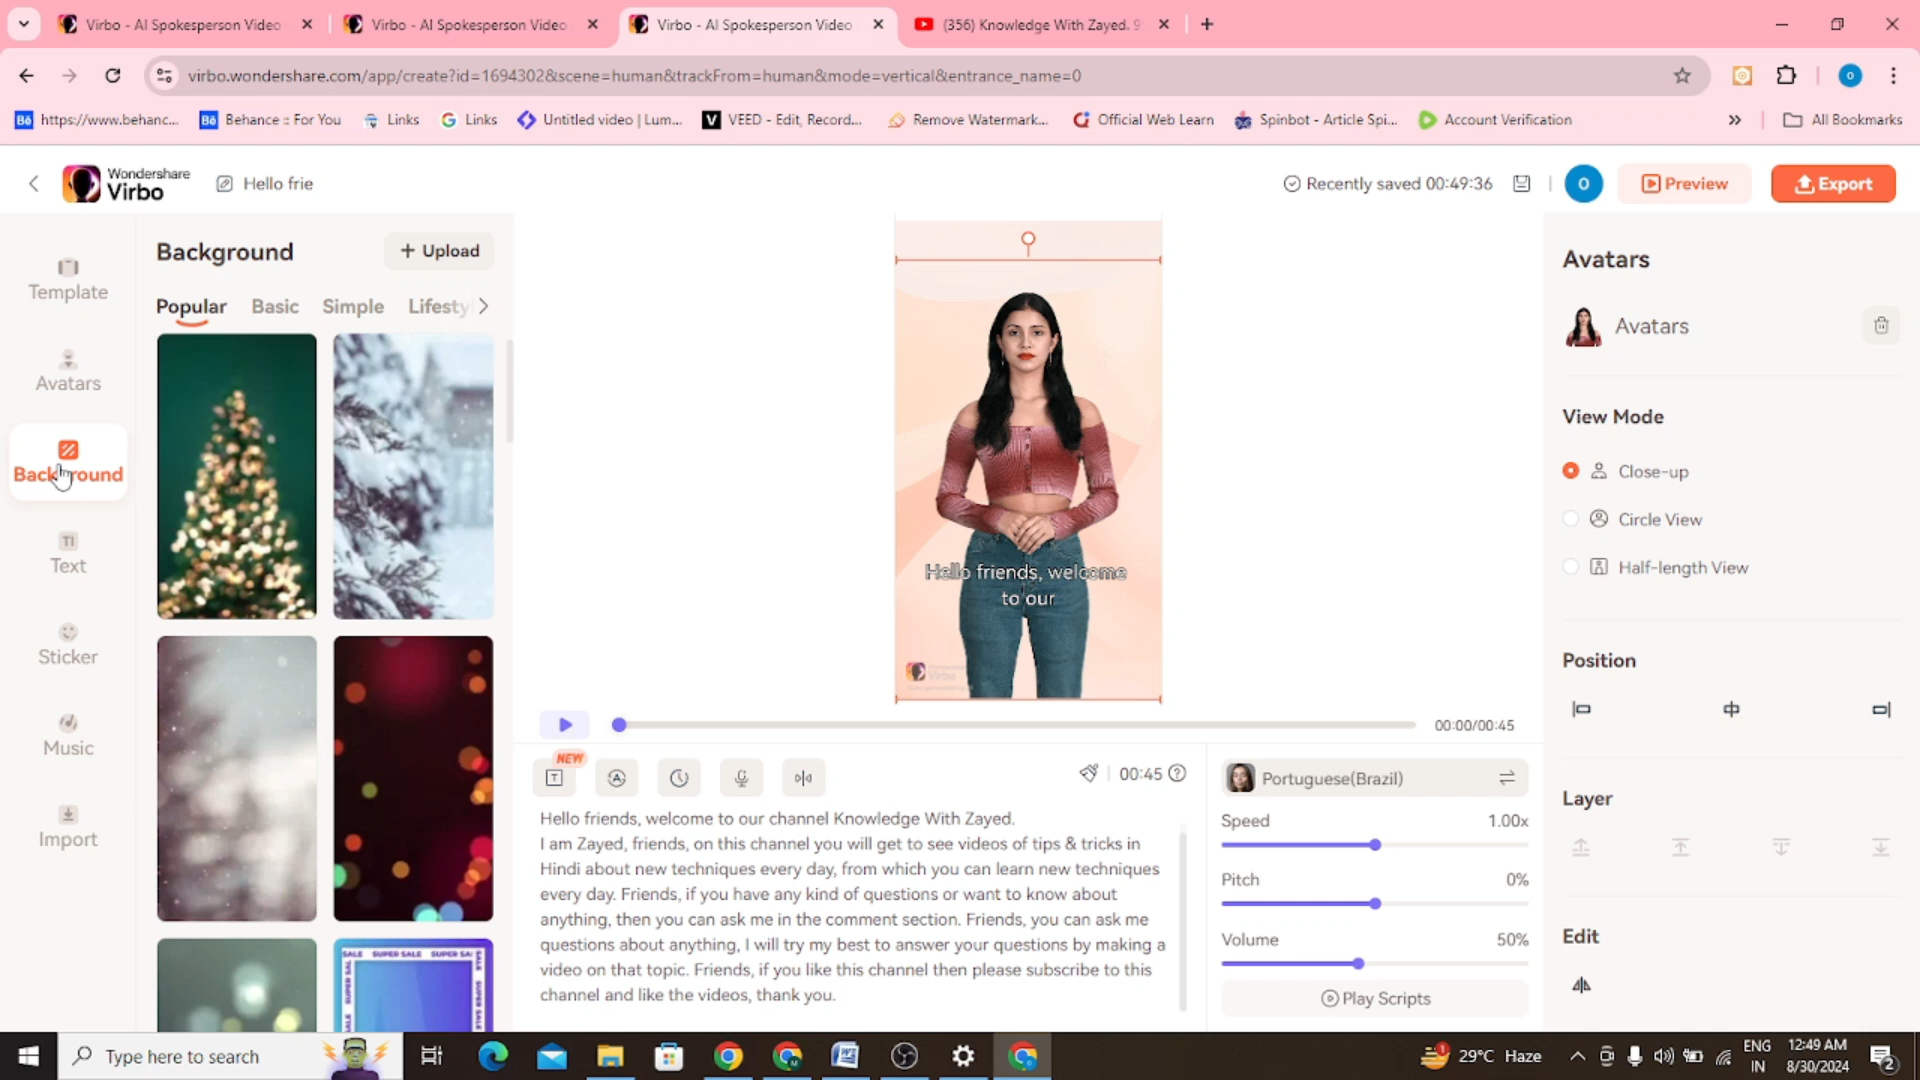 Virbo - AI Spokesperson Video
Virbo - AI Spokesperson Video
Virbo - AI Spokesperson Video
(356) Knowledge With Zayed. 9
virbo.wondershare.com/app/create?id=1694302&scene=human&trackFrom=human&mode=vertical&entrance_name=0
https://www.behanc...
Behance :: For You
Links
Links
Untitled video | Lum...
VEED - Edit, Record...
Remove Watermark...
Official Web Learn
Spinbot - Article Spi...
Account Verification
All Bookmarks
Wondershare
Virbo
Hello frie
Recently saved 00:49:36
O
Preview
Export
Template
Avatars
Background
Text
Sticker
Music
Import
Background
+ Upload
Popular
Basic
Simple
Lifesty
SUPER SALE
Hello friends, welcome
to our
Wondershare
Virbo
00:00/00:45
NEW
00:45
Hello friends, welcome to our channel Knowledge With Zayed.
I am Zayed, friends, on this channel you will get to see videos of tips & tricks in
Hindi about new techniques every day, from which you can learn new techniques
every day. Friends, if you have any kind of questions or want to know about
anything, then you can ask me in the comment section. Friends, you can ask me
questions about anything, I will try my best to answer your questions by making a
video on that topic. Friends, if you like this channel then please subscribe to this
channel and like the videos, thank you.
Portuguese(Brazil)
Speed
1.00x
Pitch
0%
Volume
50%
Play Scripts
Avatars
Avatars
View Mode
Close-up
Circle View
Half-length View
Position
Layer
Edit
Type here to search
29°C Haze
ENG
IN
12:49 AM
8/30/2024
2